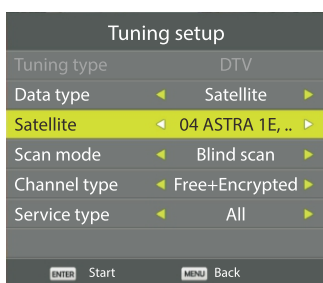 Tuning setup
Tuning type DTV
Data type Satellite
Satellite 04 ASTRA 1E, ..
Scan mode Blind scan
Channel type Free+Encrypted
Service type All
ENTER Start MENU Back